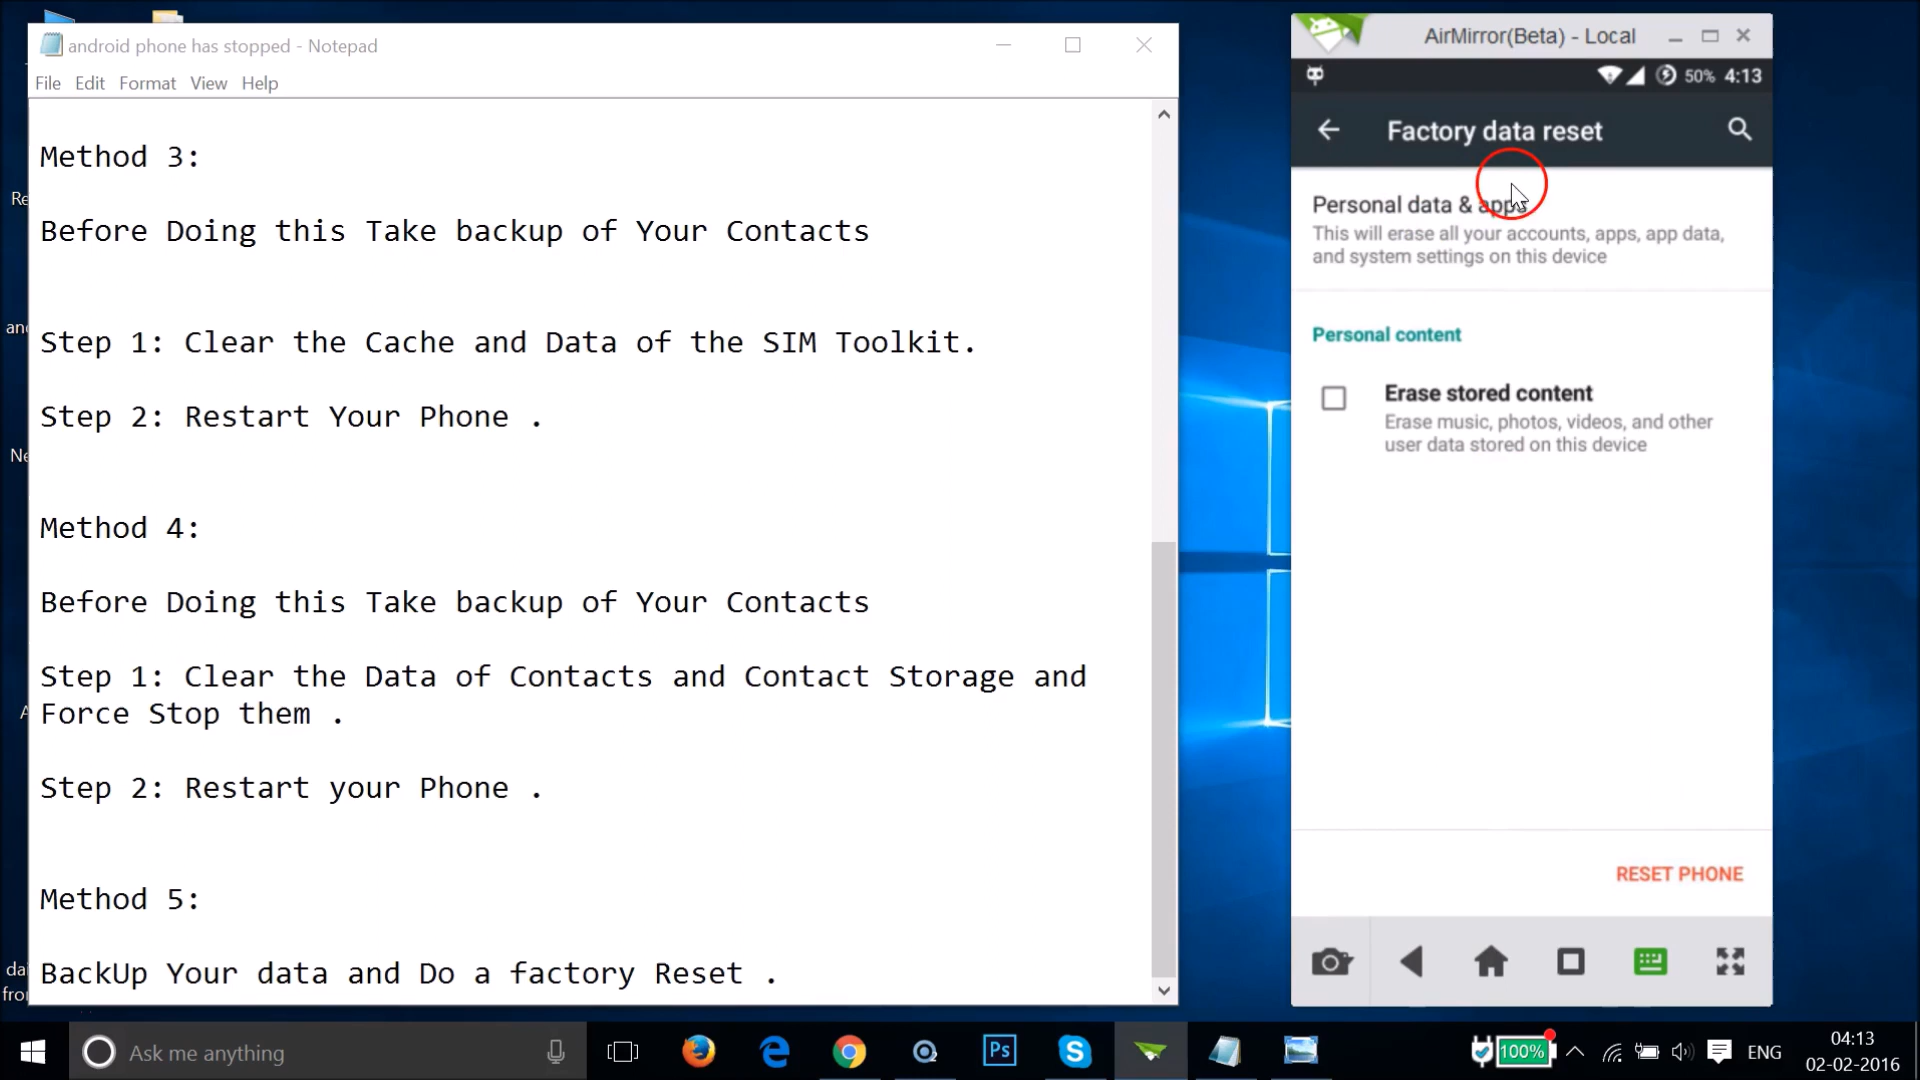 android phone has stopped - Notepad
File Edit Format View Help
Method 3:
Before Doing this Take backup of Your Contacts
Step 1: Clear the Cache and Data of the SIM Toolkit.
Step 2: Restart Your Phone .
Method 4:
Before Doing this Take backup of Your Contacts
Step 1: Clear the Data of Contacts and Contact Storage and
Force Stop them .
Step 2: Restart your Phone .
Method 5:
BackUp Your data and Do a factory Reset .
AirMirror(Beta) - Local
50% 4:13
Factory data reset
Personal data & apps
This will erase all your accounts, apps, app data,
and system settings on this device
Personal content
Erase stored content
Erase music, photos, videos, and other
user data stored on this device
RESET PHONE
Ask me anything
Ps
100%
ENG
04:13
02-02-2016